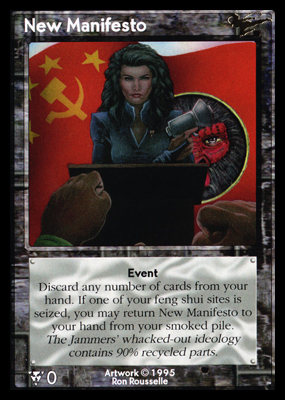 New Manifesto
Event
Discard any number of cards from your
hand. If one of your feng shui sites is
seized, you may return New Manifesto to
your hand from your smoked pile.
The Jammers' whacked-out ideology
contains 90% recycled parts.
0
Artwork © 1995
Ron Rousselle